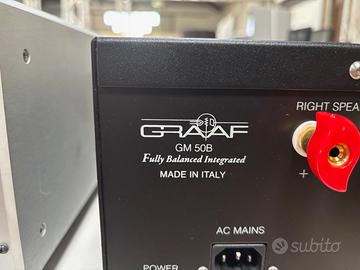 GRAAF
GM 50B
Fully Balanced Integrated
MADE IN ITALY
RIGHT SPEA
+
AC MAINS
POWER
subito